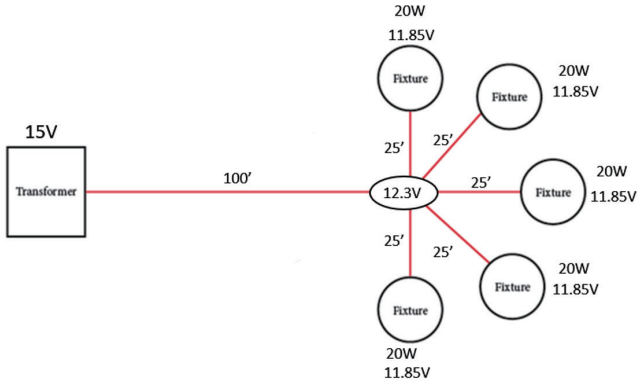 20W
11.85V
Fixture
20W
11.85V
Fixture
15V
25'
25'
Transformer
100'
12.3V
25'
Fixture
20W
11.85V
25'
25'
20W
11.85V
Fixture
Fixture
20W
11.85V